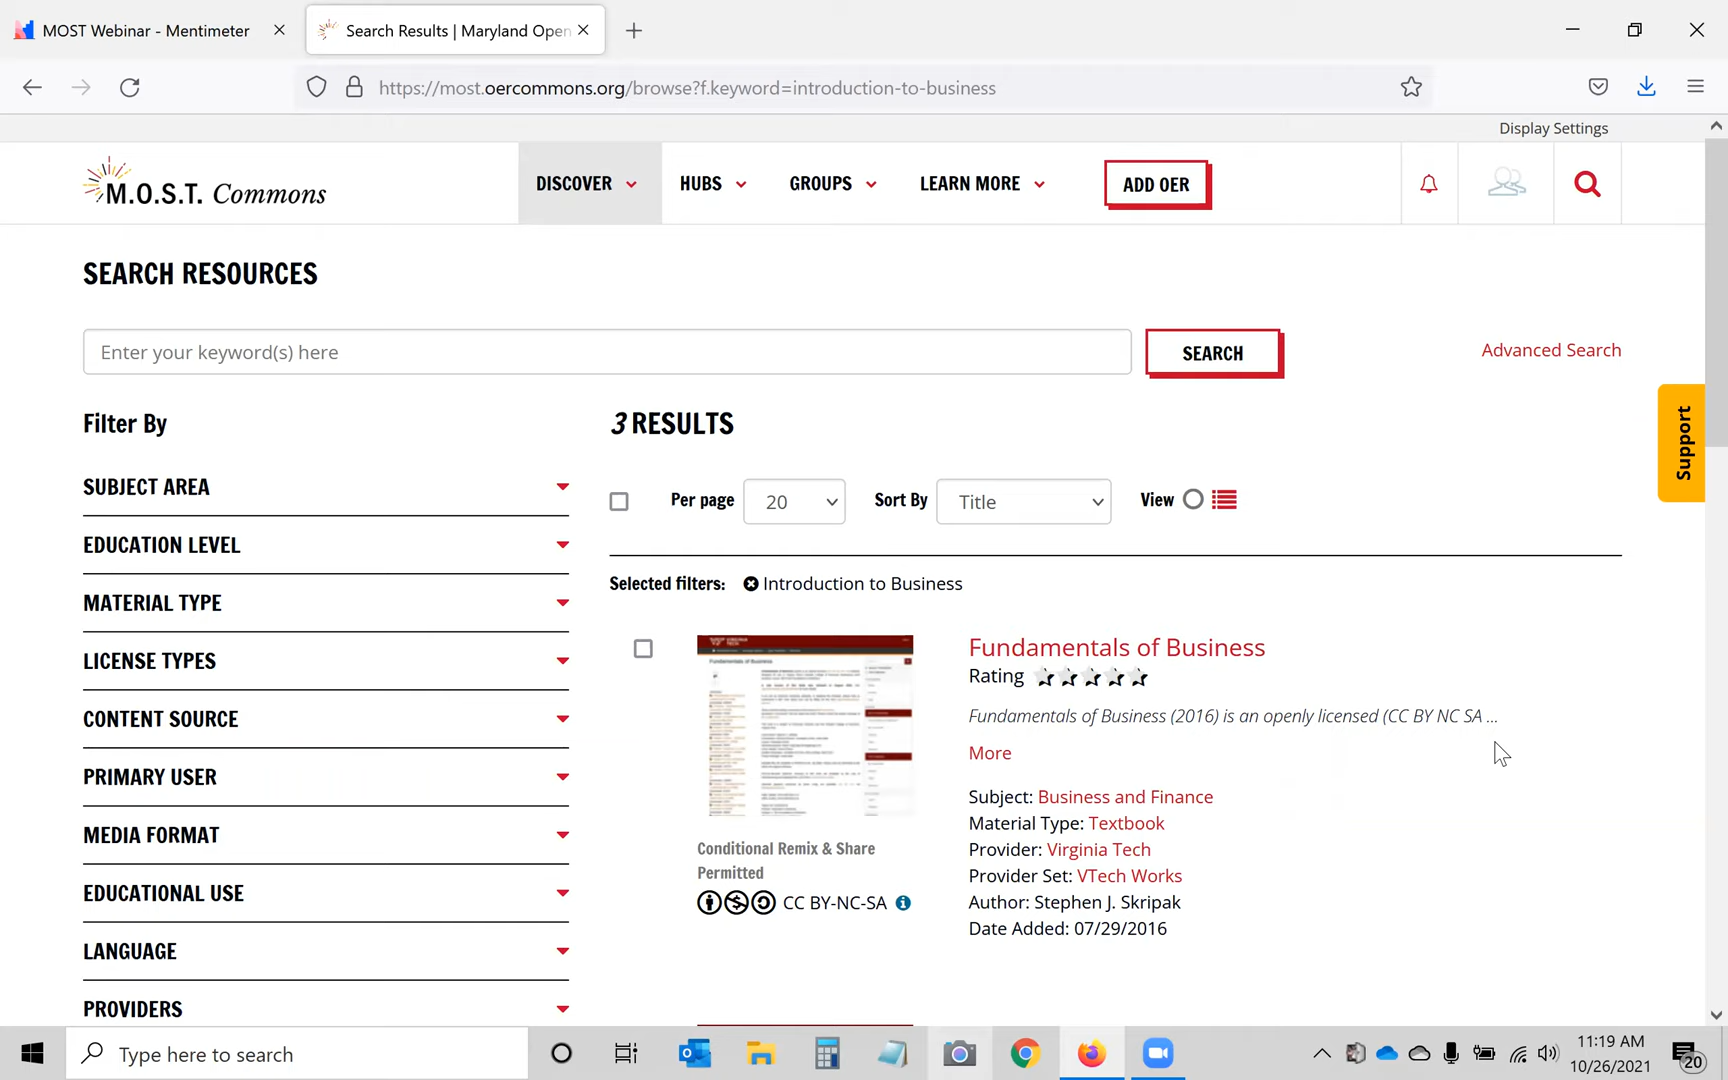 MOST Webinar - Mentimeter
Search Results | Maryland Open
https://most.oercommons.org/browse?f.keyword=introduction-to-business
Display Settings
M.O.S.T. Commons
DISCOVER
HUBS
GROUPS
LEARN MORE
ADD OER
SEARCH RESOURCES
Enter your keyword(s) here
SEARCH
Advanced Search
Support
Filter By
SUBJECT AREA
EDUCATION LEVEL
MATERIAL TYPE
LICENSE TYPES
CONTENT SOURCE
PRIMARY USER
MEDIA FORMAT
EDUCATIONAL USE
LANGUAGE
PROVIDERS
3 RESULTS
Per page 20 Sort By Title View
Selected filters: Introduction to Business
Fundamentals of Business
Conditional Remix & Share
Permitted
CC BY-NC-SA
Fundamentals of Business
Rating
Fundamentals of Business (2016) is an openly licensed (CC BY NC SA ...
More
Subject: Business and Finance
Material Type: Textbook
Provider: Virginia Tech
Provider Set: VTech Works
Author: Stephen J. Skripak
Date Added: 07/29/2016
Type here to search
11:19 AM
10/26/2021
20